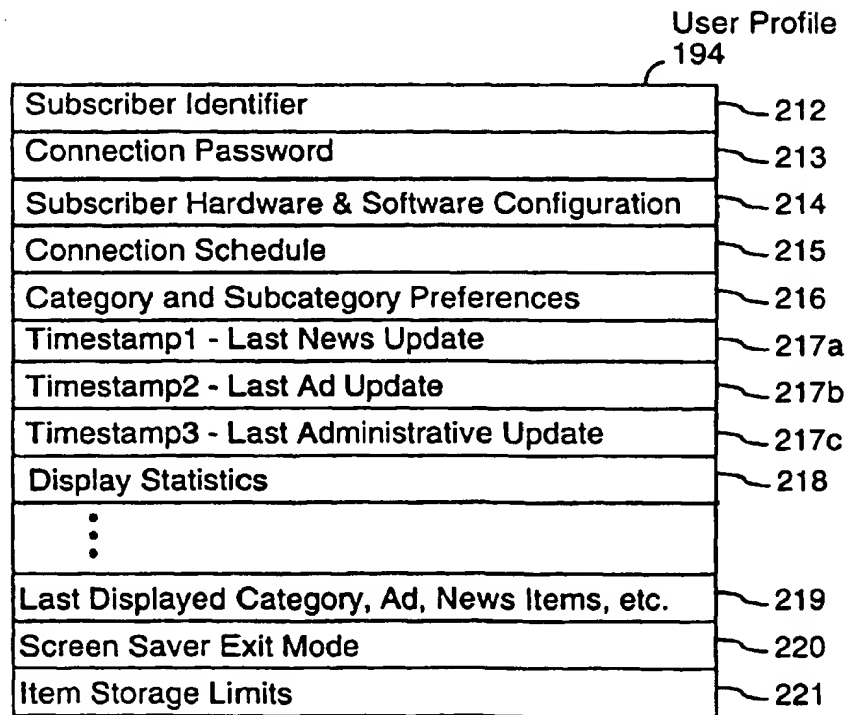 User Profile
194
Subscriber Identifier 212
Connection Password 213
Subscriber Hardware & Software Configuration 214
Connection Schedule 215
Category and Subcategory Preferences 216
Timestamp1 - Last News Update 217a
Timestamp2 - Last Ad Update 217b
Timestamp3 - Last Administrative Update 217c
Display Statistics 218
Last Displayed Category, Ad, News Items, etc. 219
Screen Saver Exit Mode 220
Item Storage Limits 221